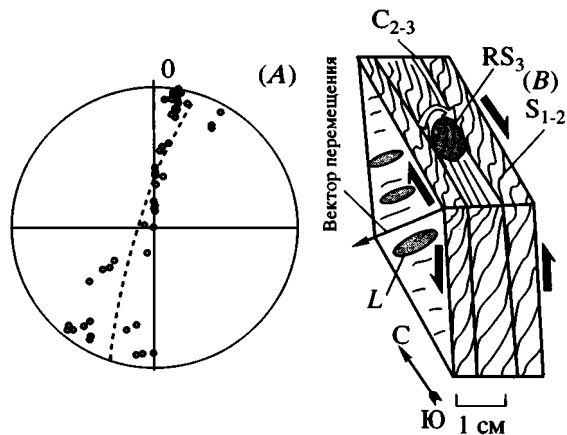 0
(A)
C2-3
RS3
(B)
S1-2
Вектор перемещения
L
С
Ю
1 см